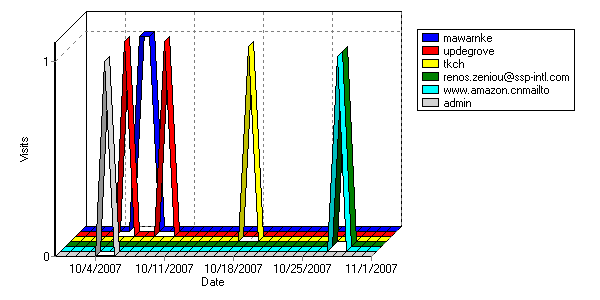 mawarnke
updegrove
tkch
renos.zeniou@ssp-intl.com
www.amazon.cnmailto
admin
1
Visits
0
10/4/2007 10/11/2007 10/18/2007 10/25/2007 11/1/2007
Date